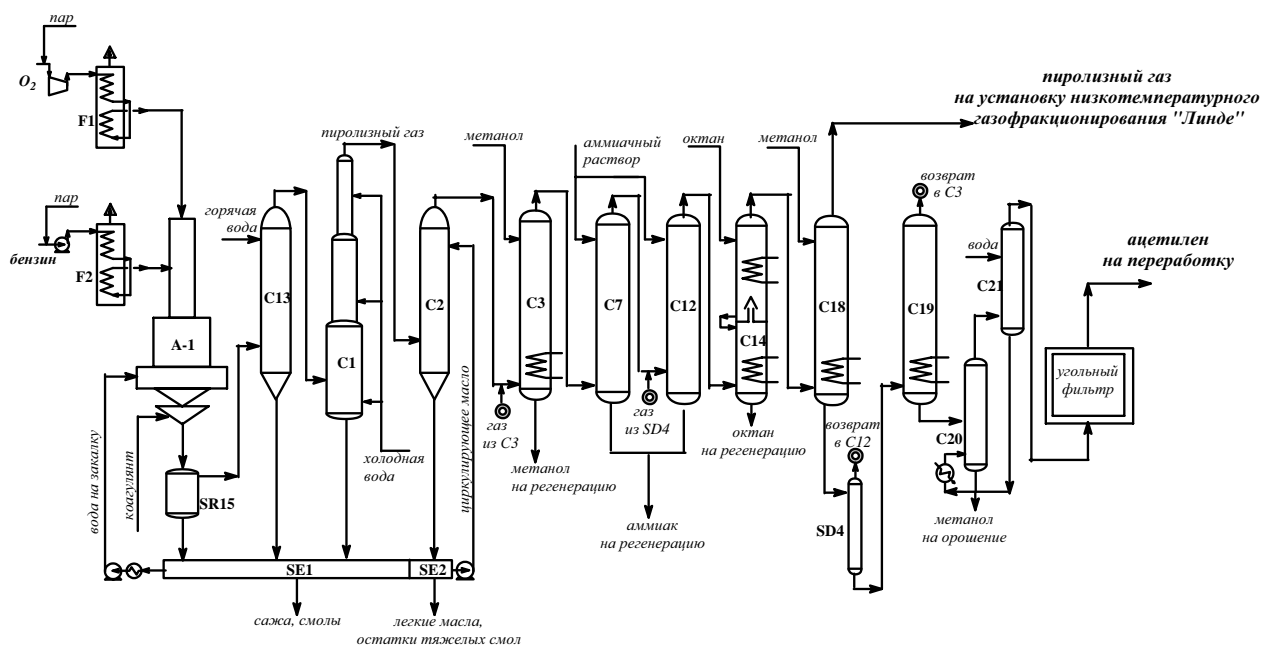 пар
O2
F1
пар
бензин
F2
A-1
вода на закалку
коагулянт
SR15
горячая
вода
C13
пиролизный газ
C1
холодная
вода
C2
циркулирующее масло
SE1
SE2
сажа, смолы
легкие масла,
остатки тяжелых смол
метанол
C3
газ
из С3
метанол
на регенерацию
аммиачный
раствор
C7
C12
газ
из SD4
аммиак
на регенерацию
октан
C14
октан
на регенерацию
метанол
C18
возврат
в С12
SD4
пиролизный газ
на установку низкотемпературного
газофракционирования "Линде"
возврат
в С3
C19
вода
C21
C20
метанол
на орошение
ацетилен
на переработку
угольный
фильтр